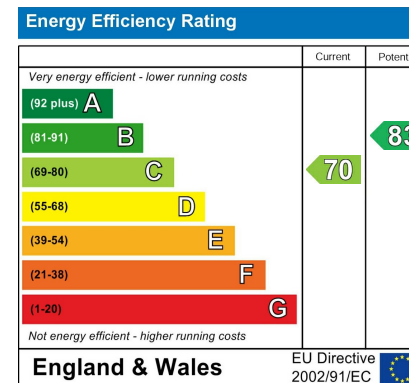 Energy Efficiency Rating
Current Potent
Very energy efficient - lower running costs
(92 plus) A
(81-91) B
83
(69-80) C
70
(55-68) D
(39-54) E
(21-38) F
(1-20) G
Not energy efficient - higher running costs
England & Wales
EU Directive
2002/91/EC